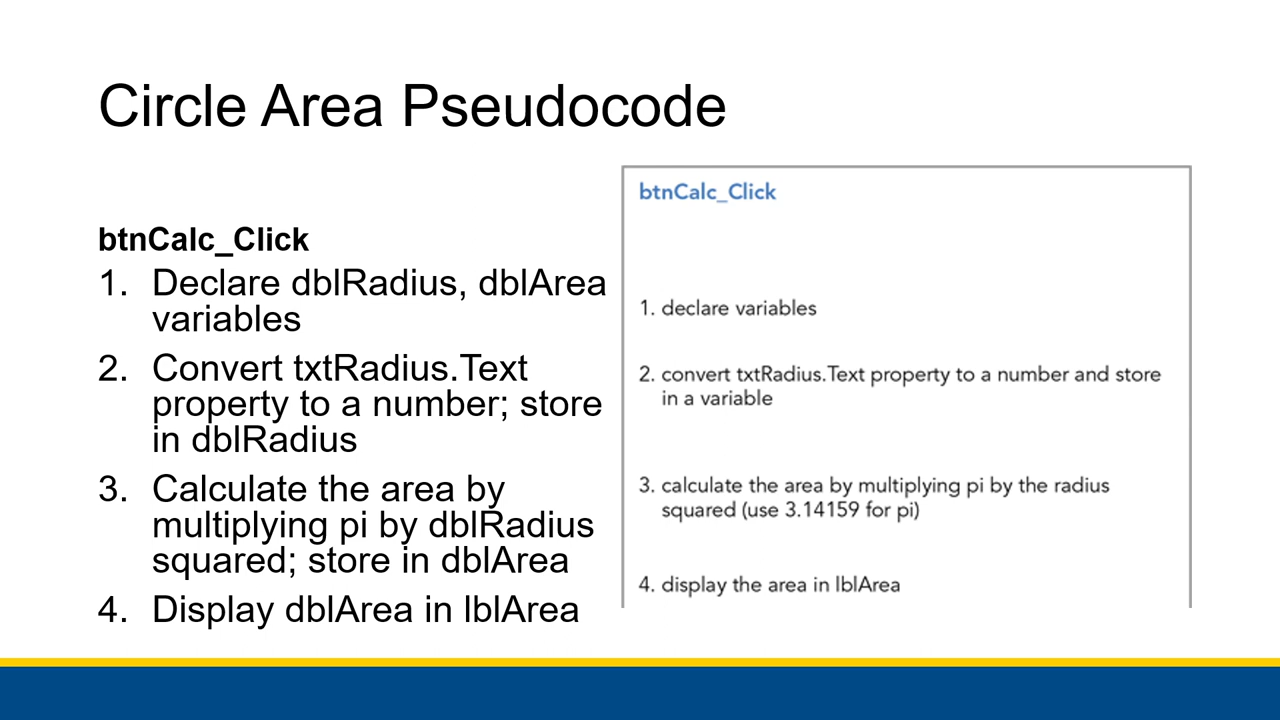 Circle Area Pseudocode
btnCalc_Click
1. Declare dblRadius, dblArea
variables
2. Convert txtRadius.Text
property to a number; store
in dblRadius
3. Calculate the area by
multiplying pi by dblRadius
squared; store in dblArea
4. Display dblArea in lblArea
btnCalc_Click
1. declare variables
2. convert txtRadius.Text property to a number and store
in a variable
3. calculate the area by multiplying pi by the radius
squared (use 3.14159 for pi)
4. display the area in lblArea